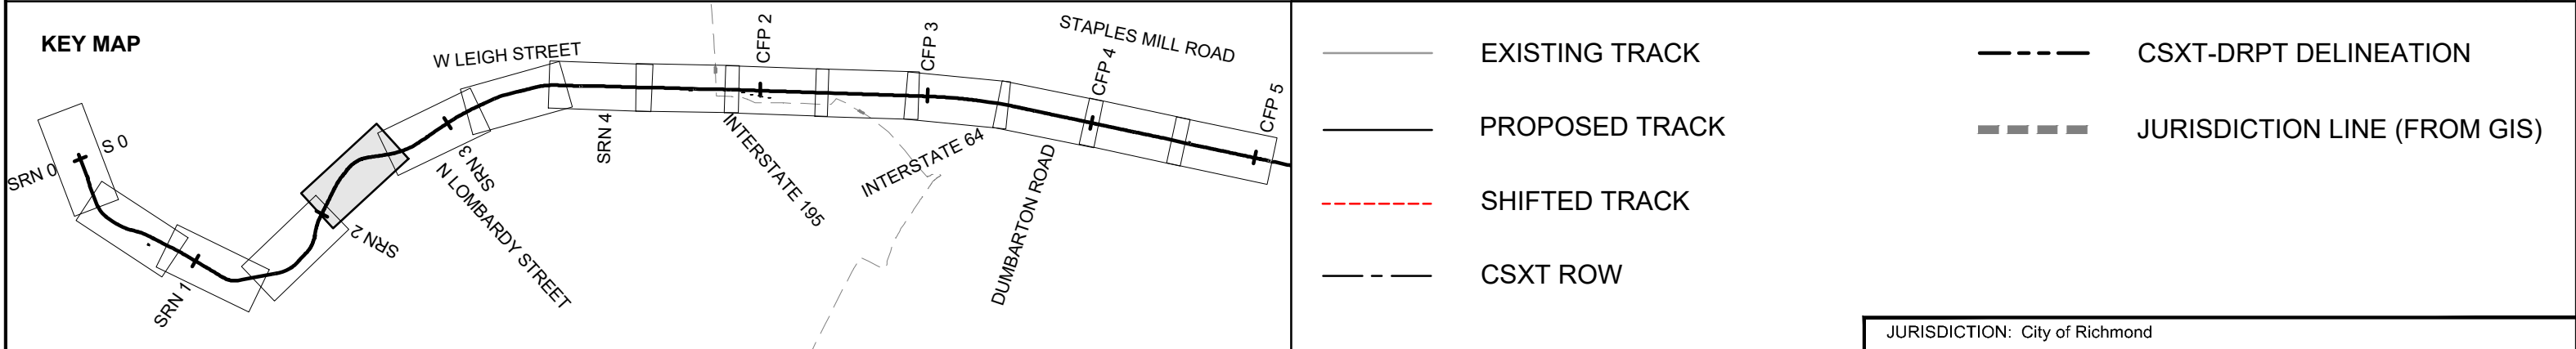 KEY MAP
W LEIGH STREET
CFP 2
CFP 3
STAPLES MILL ROAD
CFP 4
CFP 5
S 0
SRN 0
SRN 1
SRN 2
SRN 3
N LOMBARDY STREET
SRN 4
INTERSTATE 195
INTERSTATE 64
DUMBARTON ROAD
EXISTING TRACK
PROPOSED TRACK
SHIFTED TRACK
CSXT ROW
CSXT-DRPT DELINEATION
JURISDICTION LINE (FROM GIS)
JURISDICTION: City of Richmond